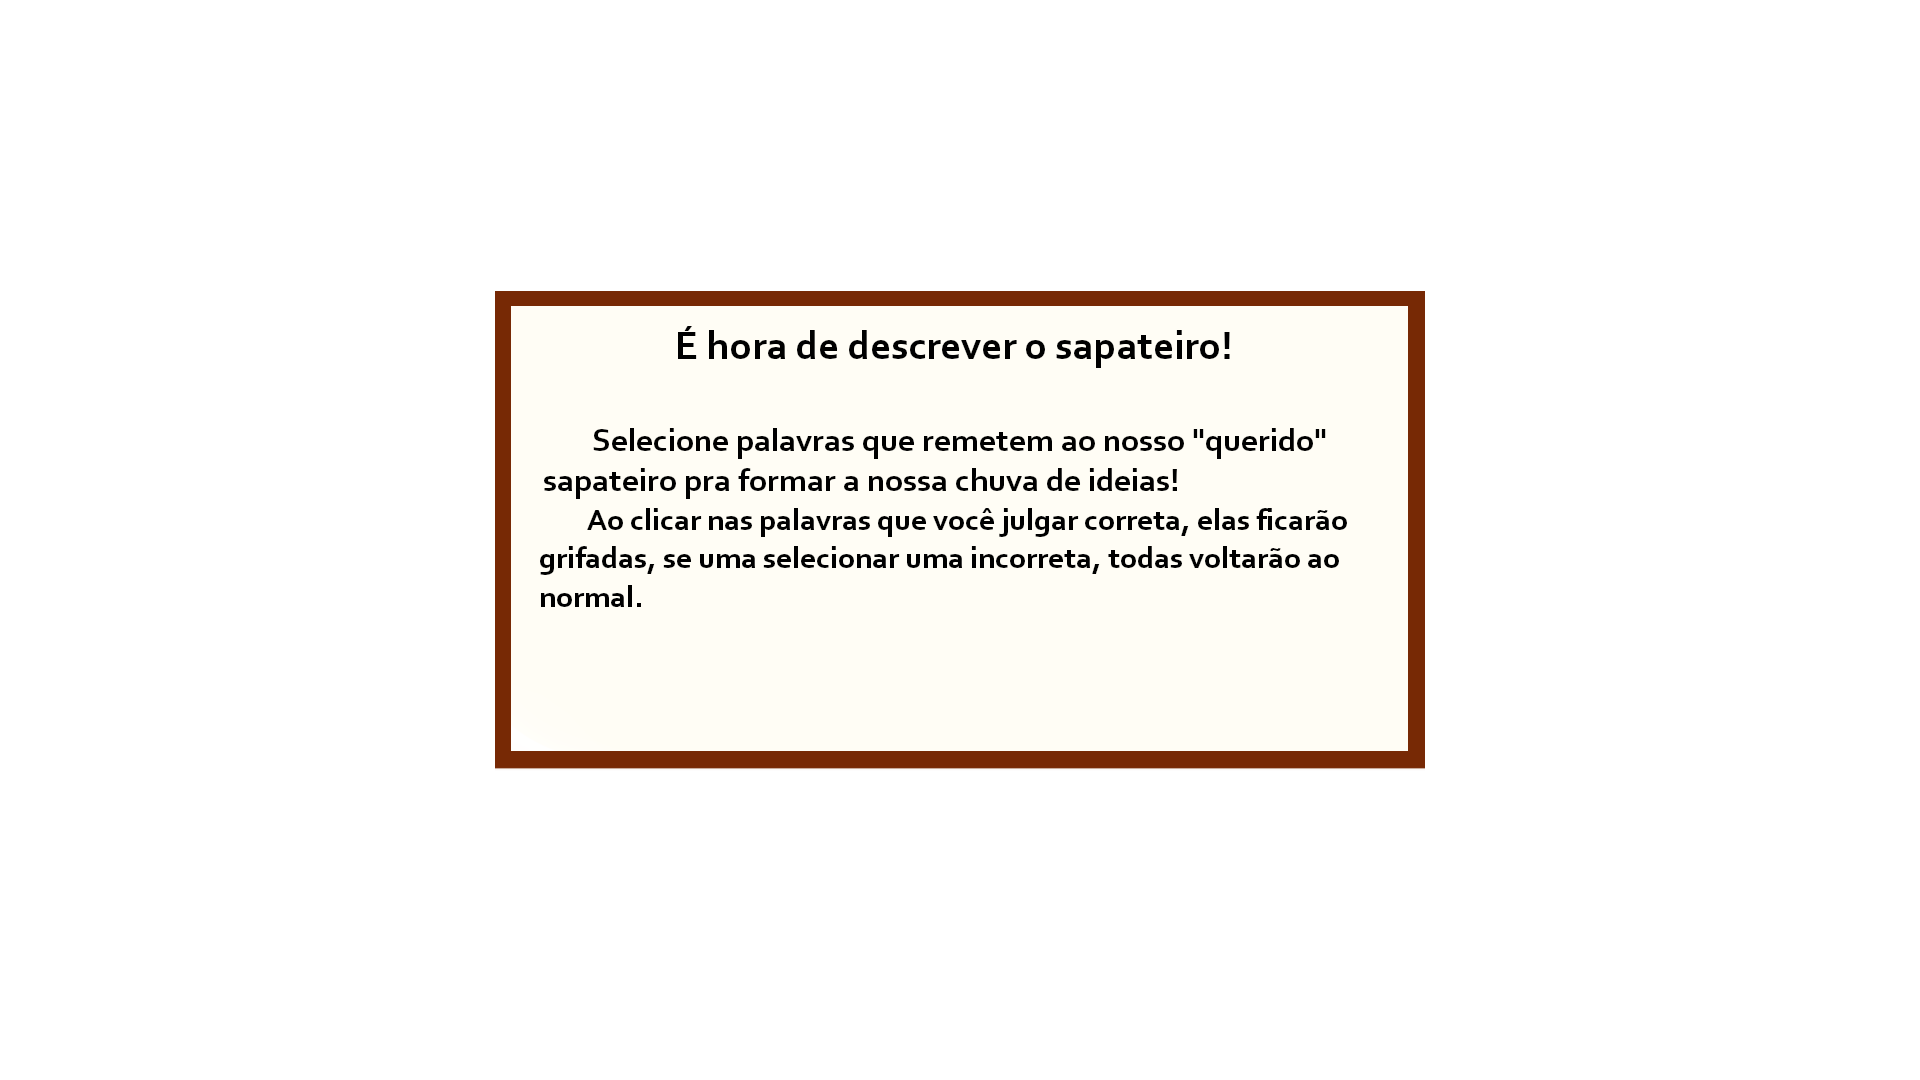 É hora de descrever o sapateiro!
Selecione palavras que remetem ao nosso "querido"
sapateiro pra formar a nossa chuva de ideias!
Ao clicar nas palavras que você julgar correta, elas ficarão
grifadas, se uma selecionar uma incorreta, todas voltarão ao
normal.